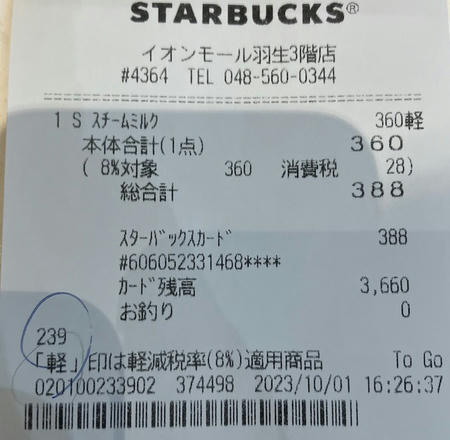 STARBUCKS®
イオンモール羽生3階店
#4364 TEL 048-560-0344
1 S スチームミルク 360軽
本体合計(1点) 360
( 8%対象 360 消費税 28)
総合計 388
スターバックスカード 388
#606052331468****
カード残高 3,660
お釣り 0
239
「軽」印は軽減税率(8%)適用商品 To Go
020100233902 374498 2023/10/01 16:26:37